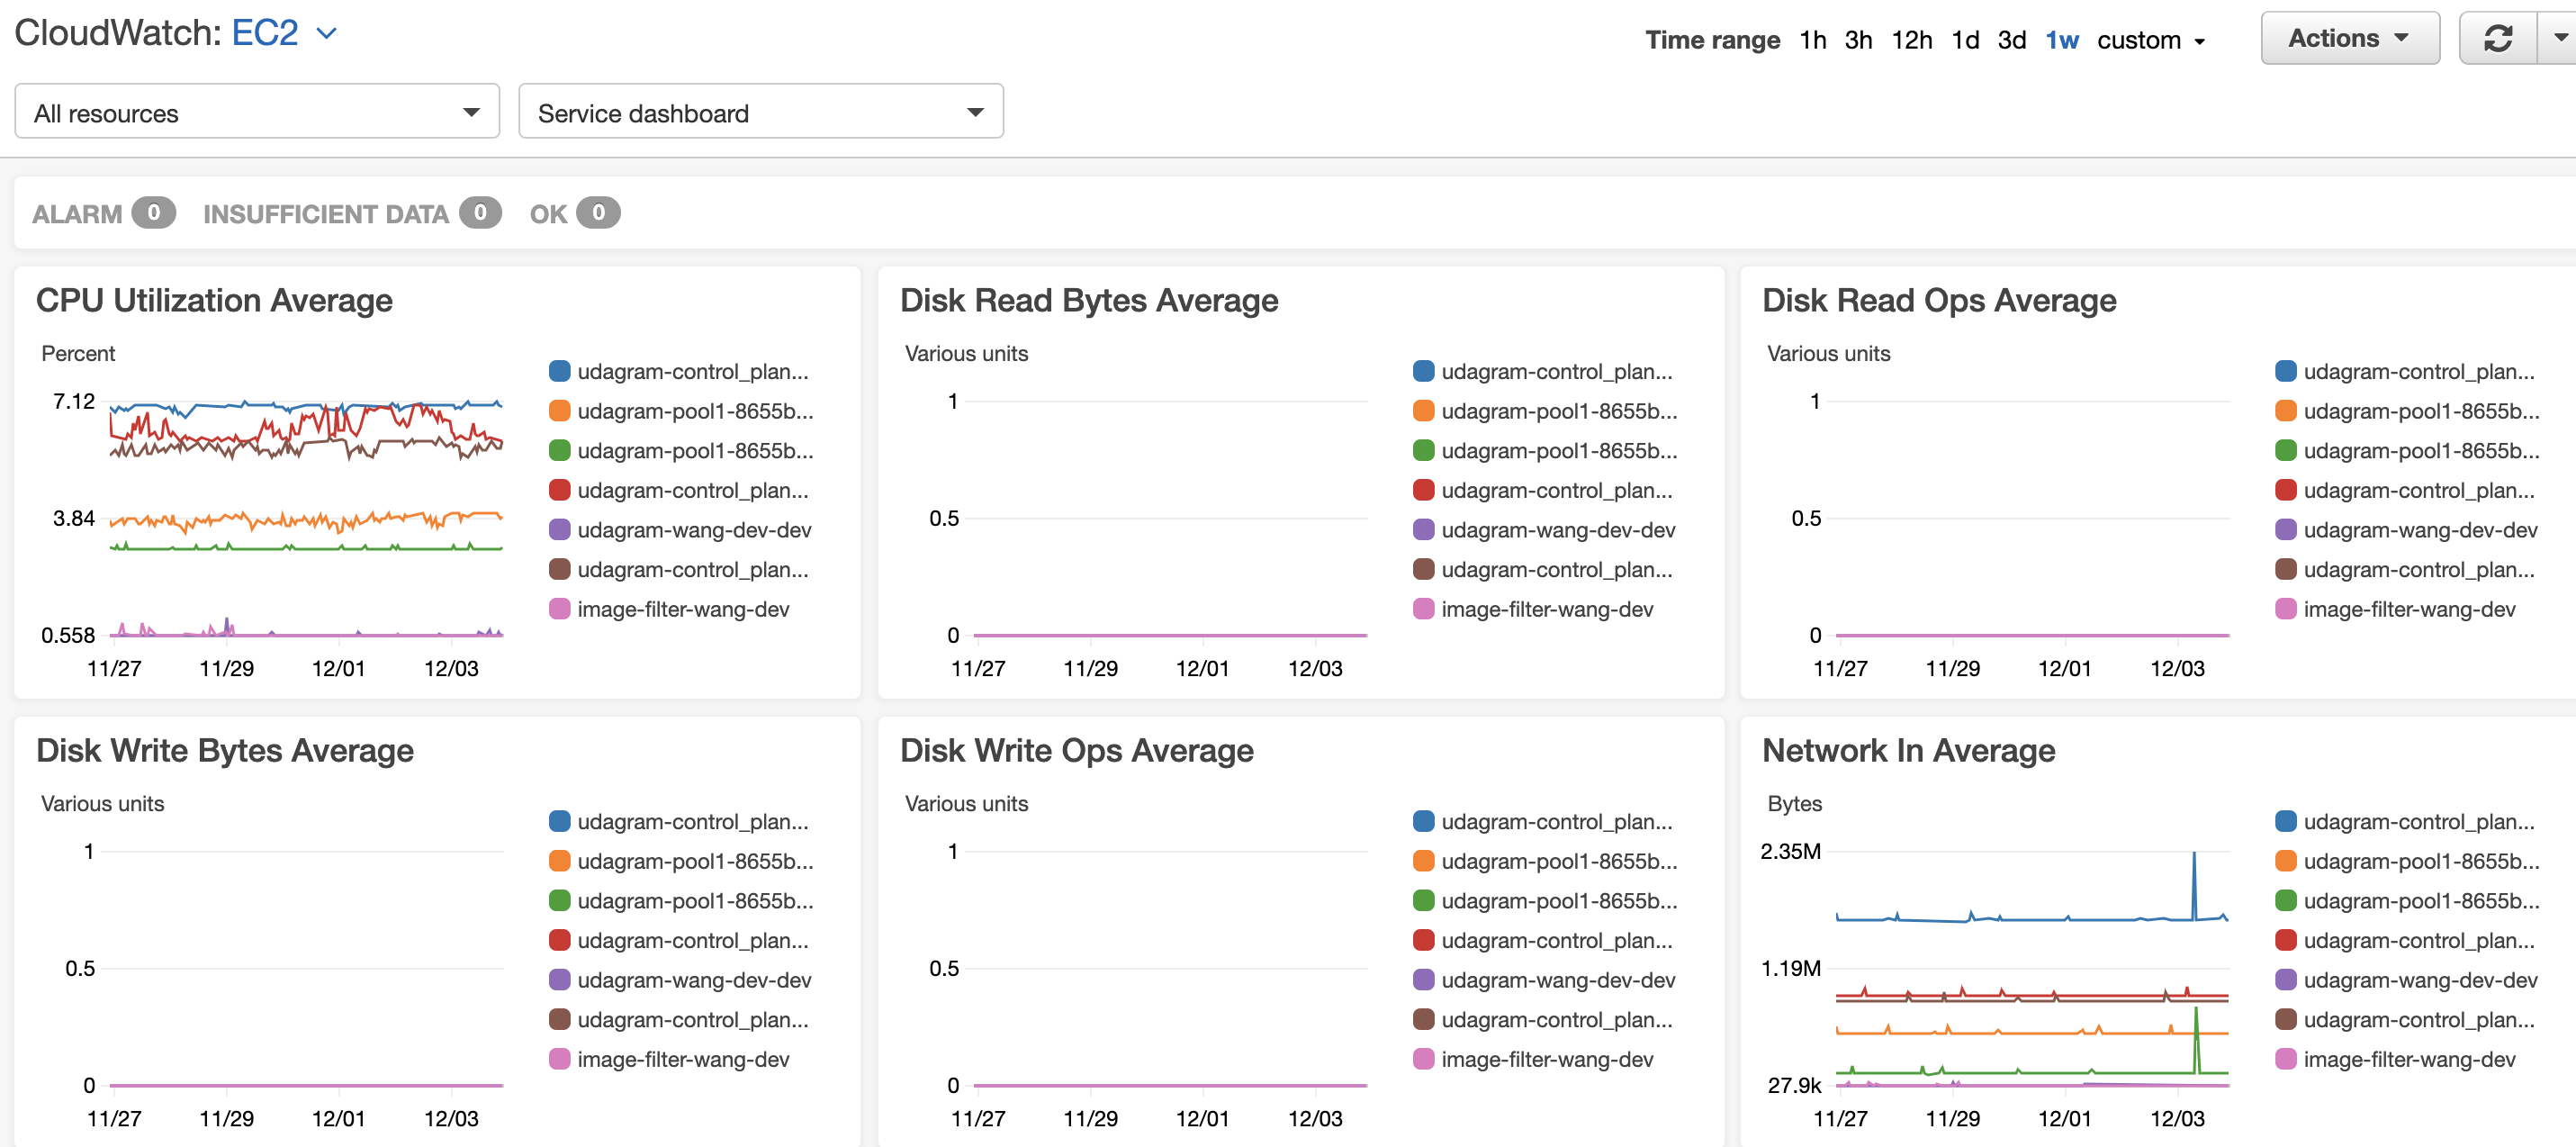 CloudWatch: EC2
Time range 1h 3h 12h 1d 3d 1w custom
Actions
All resources
Service dashboard
ALARM 0 INSUFFICIENT DATA 0 OK 0
CPU Utilization Average
Percent
7.12
3.84
0.558
11/27 11/29 12/01 12/03
udagram-control_plan...
udagram-pool1-8655b...
udagram-pool1-8655b...
udagram-control_plan...
udagram-wang-dev-dev
udagram-control_plan...
image-filter-wang-dev
Disk Read Bytes Average
Various units
1
0.5
0
11/27 11/29 12/01 12/03
udagram-control_plan...
udagram-pool1-8655b...
udagram-pool1-8655b...
udagram-control_plan...
udagram-wang-dev-dev
udagram-control_plan...
image-filter-wang-dev
Disk Read Ops Average
Various units
1
0.5
0
11/27 11/29 12/01 12/03
udagram-control_plan...
udagram-pool1-8655b...
udagram-pool1-8655b...
udagram-control_plan...
udagram-wang-dev-dev
udagram-control_plan...
image-filter-wang-dev
Disk Write Bytes Average
Various units
1
0.5
0
11/27 11/29 12/01 12/03
udagram-control_plan...
udagram-pool1-8655b...
udagram-pool1-8655b...
udagram-control_plan...
udagram-wang-dev-dev
udagram-control_plan...
image-filter-wang-dev
Disk Write Ops Average
Various units
1
0.5
0
11/27 11/29 12/01 12/03
udagram-control_plan...
udagram-pool1-8655b...
udagram-pool1-8655b...
udagram-control_plan...
udagram-wang-dev-dev
udagram-control_plan...
image-filter-wang-dev
Network In Average
Bytes
2.35M
1.19M
27.9k
11/27 11/29 12/01 12/03
udagram-control_plan...
udagram-pool1-8655b...
udagram-pool1-8655b...
udagram-control_plan...
udagram-wang-dev-dev
udagram-control_plan...
image-filter-wang-dev